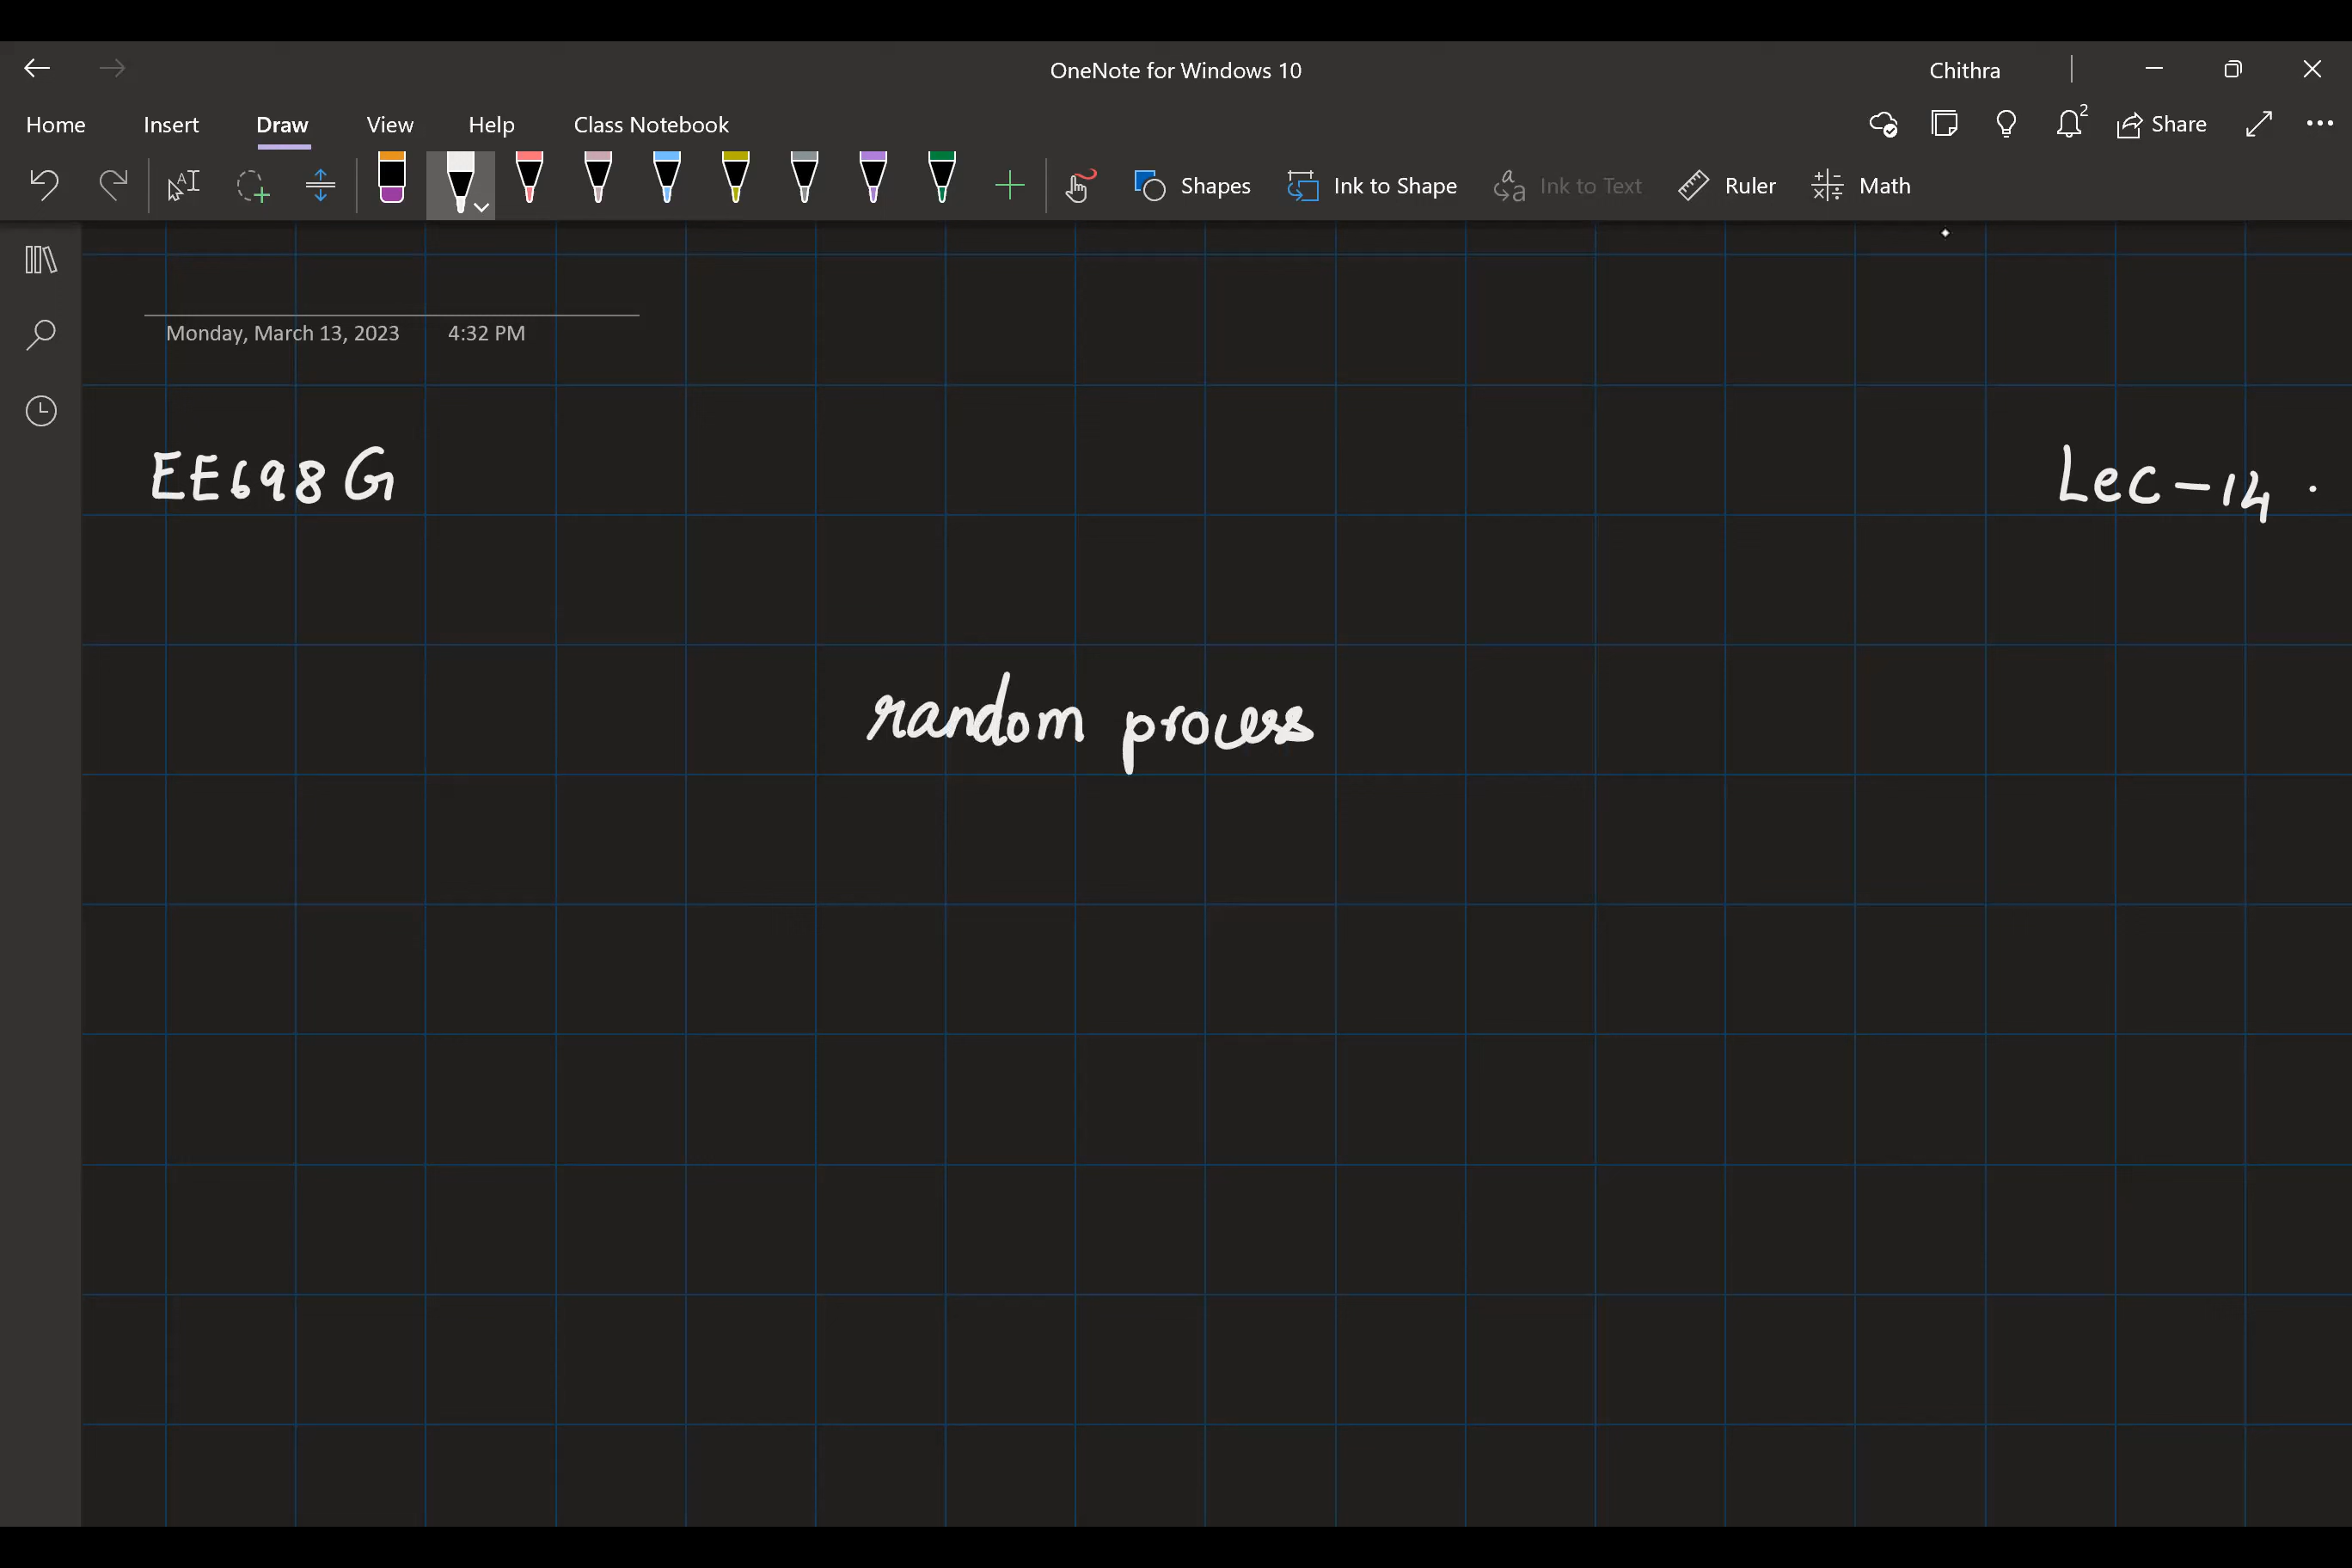 OneNote for Windows 10
Chithra
Home Insert Draw View Help Class Notebook
2 Share
Shapes Ink to Shape Ink to Text Ruler Math
Monday, March 13, 2023 4:32 PM
EE698G Lec-14.
random process